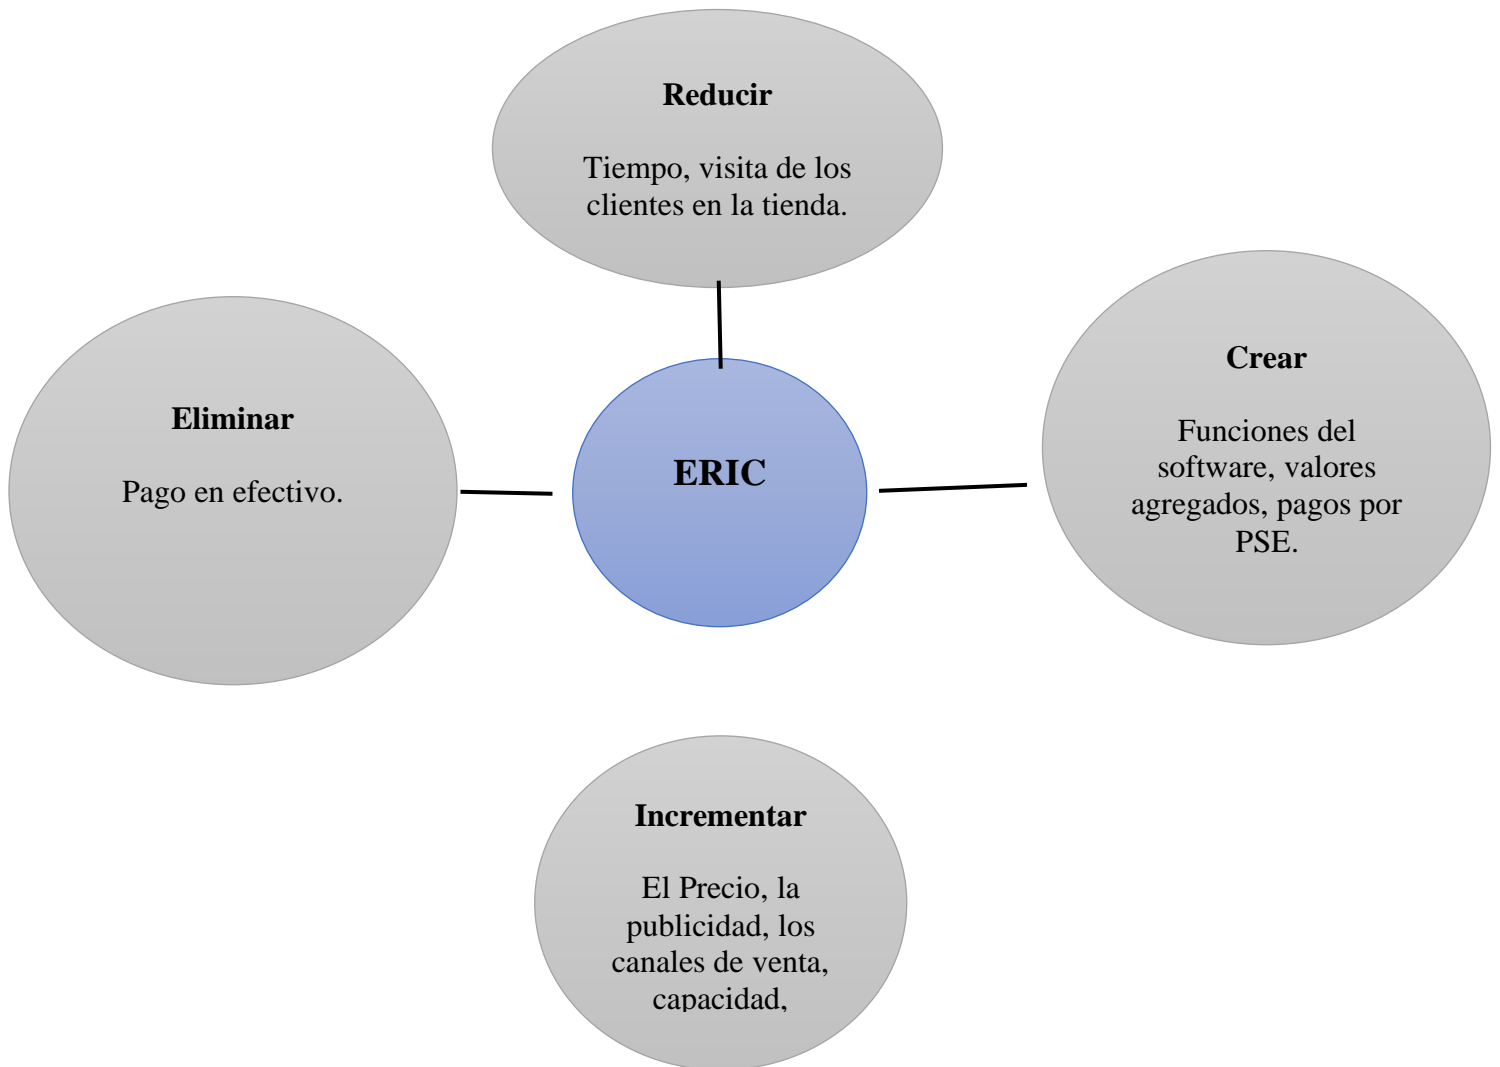 Reducir
Tiempo, visita de los
clientes en la tienda.
Crear
Funciones del
software, valores
agregados, pagos por
PSE.
Eliminar
Pago en efectivo.
ERIC
Incrementar
El Precio, la
publicidad, los
canales de venta,
capacidad,